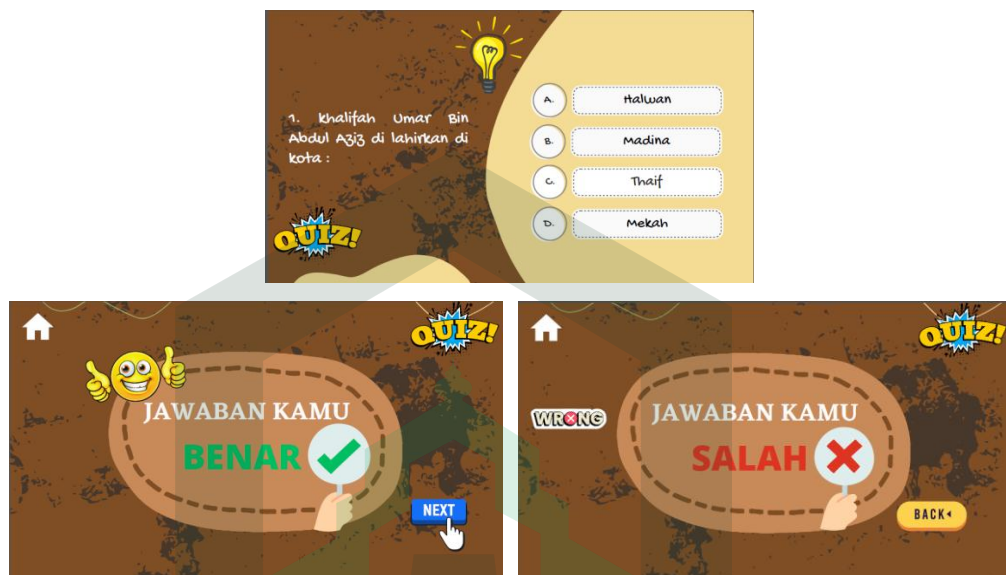 1. Khalifah Umar Bin
Abdul Aziz di lahirkan di
kota :
A. Halwan
B. Madina
C. Thaif
D. Mekah
QUIZ!
QUIZ!
JAWABAN KAMU
BENAR
NEXT
QUIZ!
WRONG
JAWABAN KAMU
SALAH
BACK